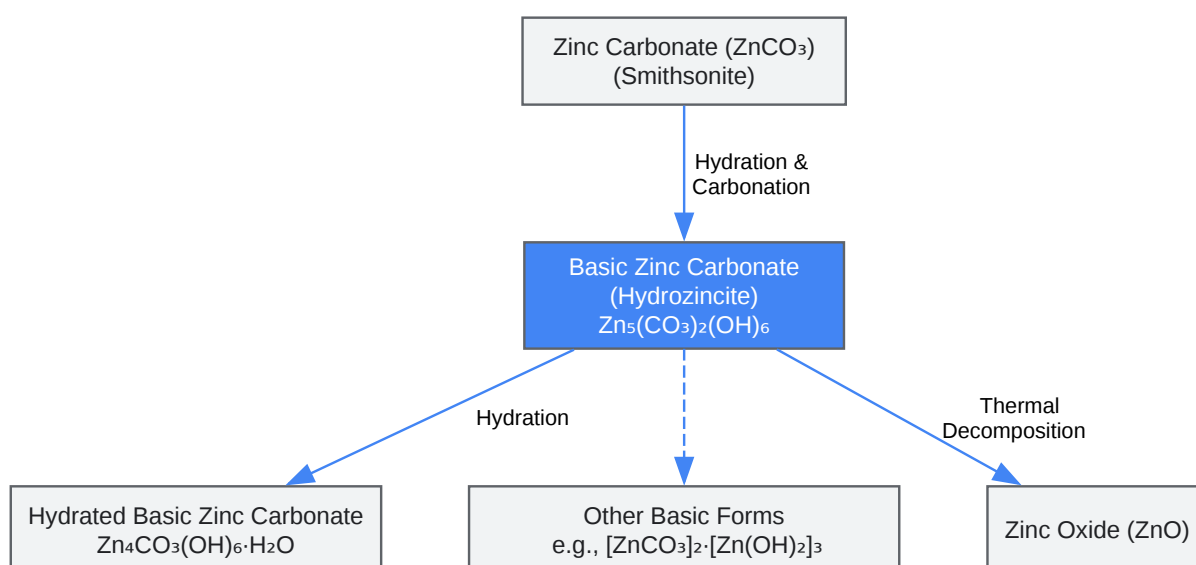 Zinc Carbonate (ZnCO₃)
(Smithsonite)
Hydration &
Carbonation
Basic Zinc Carbonate
(Hydrozincite)
Zn₅(CO₃)₂(OH)₆
Hydration
Thermal
Decomposition
Hydrated Basic Zinc Carbonate
Zn₄CO₃(OH)₆·H₂O
Other Basic Forms
e.g., [ZnCO₃]₂·[Zn(OH)₂]₃
Zinc Oxide (ZnO)